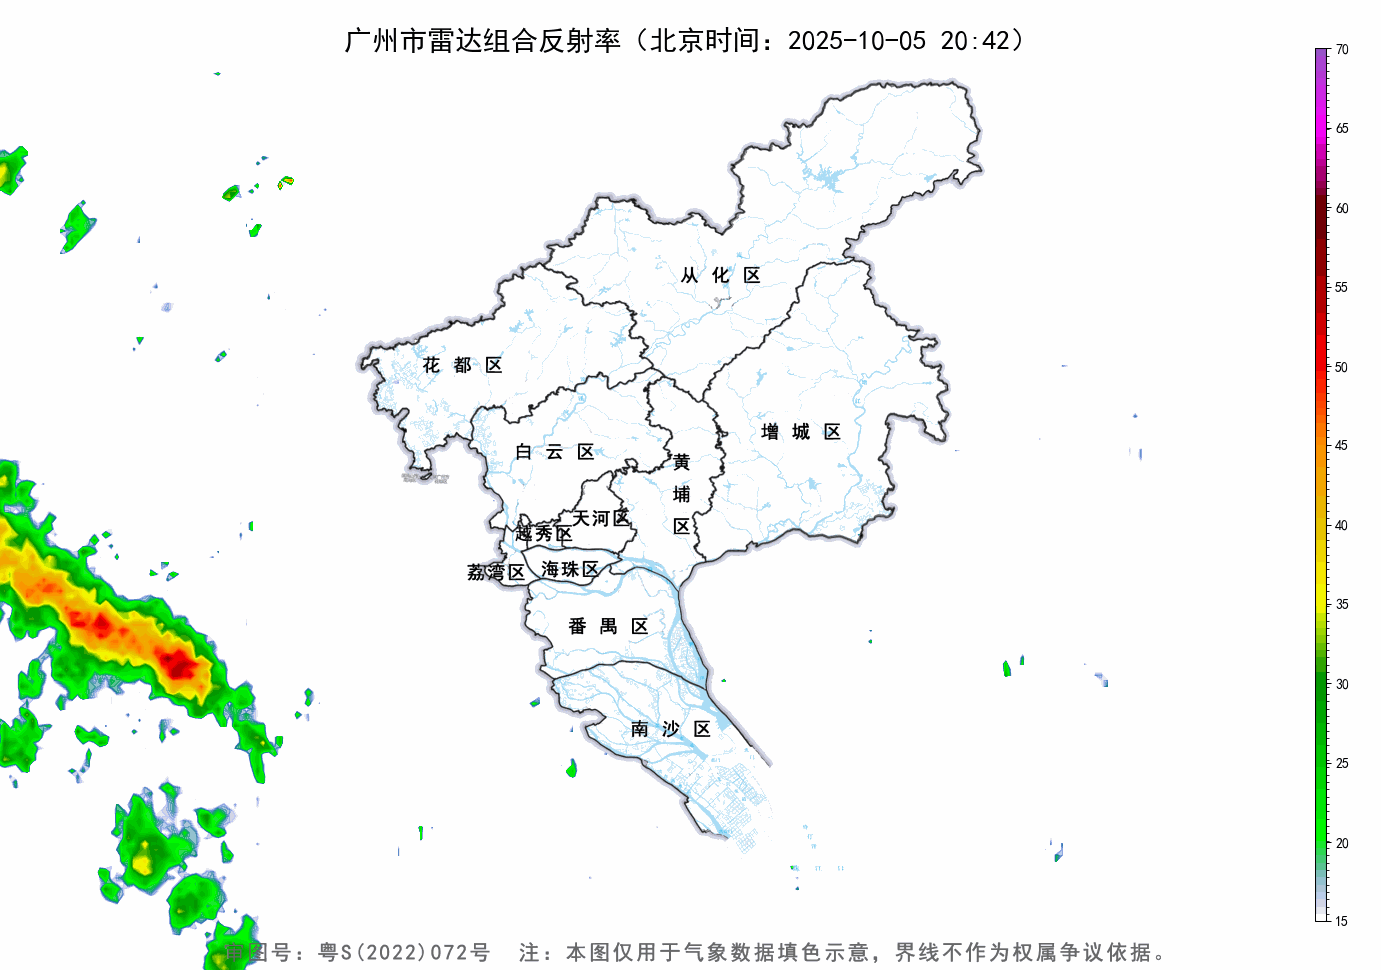 广州市雷达组合反射率（北京时间：2025-10-05 20:42）
70
65
60
55
50
45
40
35
30
25
20
15
从化区
花都区
增城区
白云区
黄埔区
天河区
越秀区
荔湾区
海珠区
番禺区
南沙区
审图号：粤S(2022)072号 注：本图仅用于气象数据填色示意，界线不作为权属争议依据。